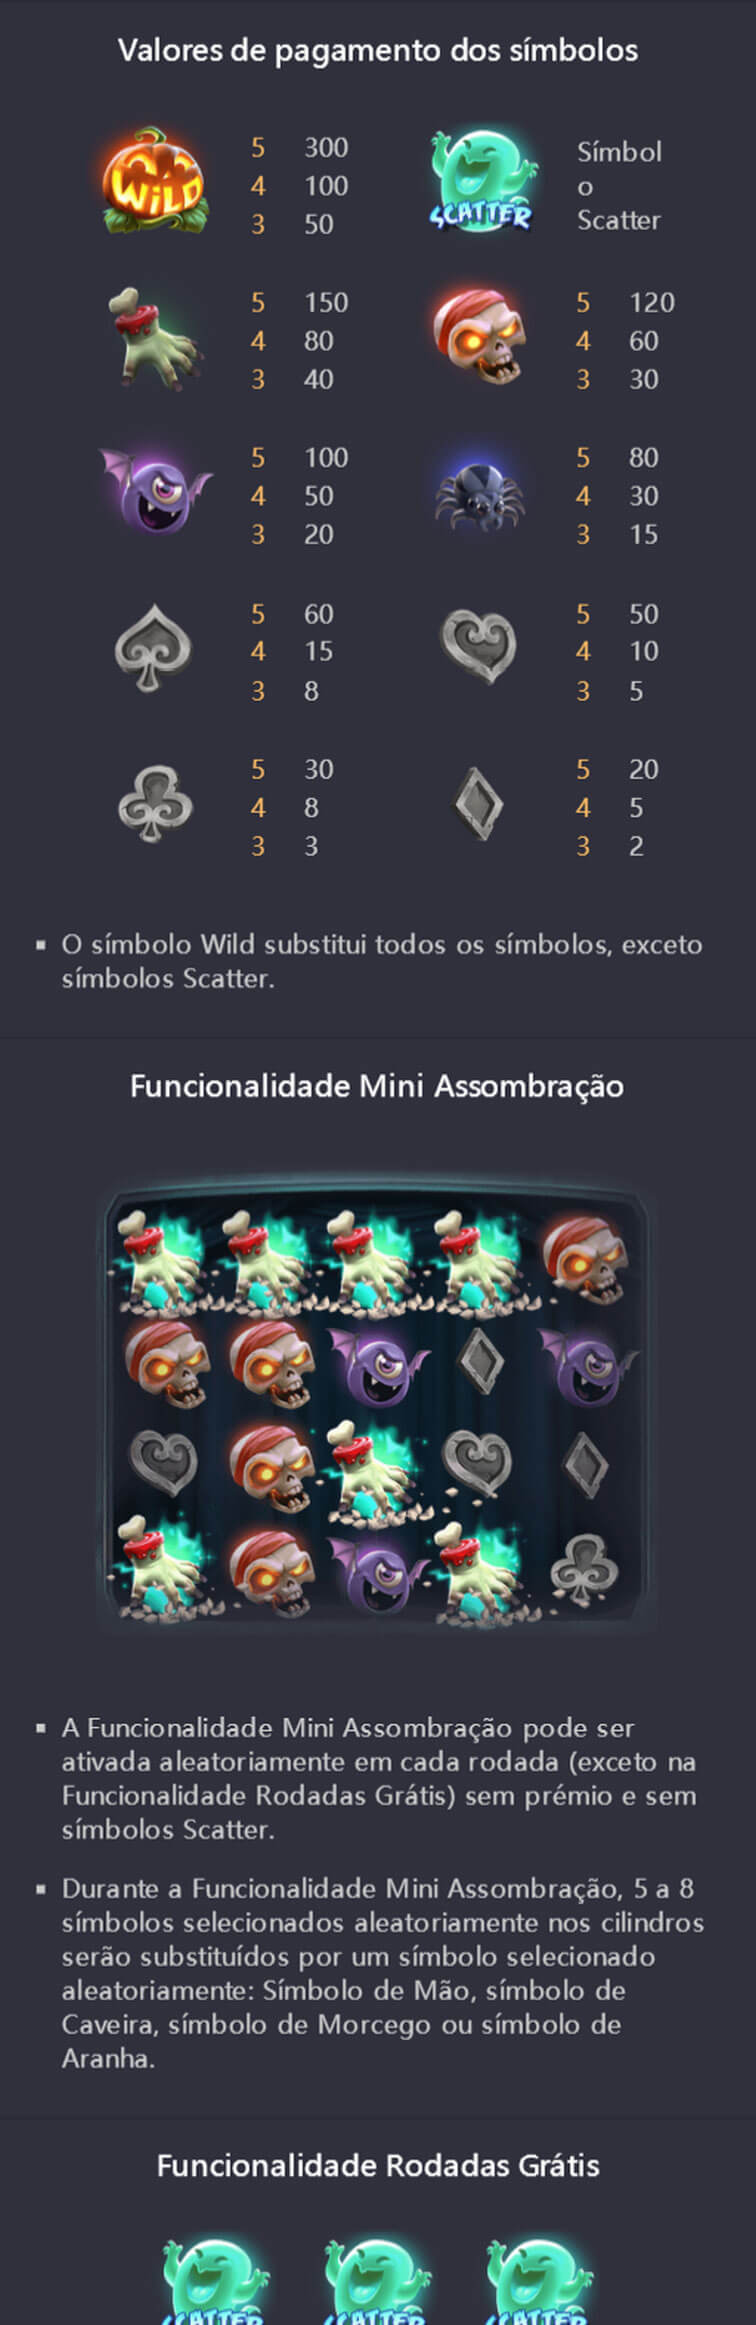 Valores de pagamento dos símbolos
WILD
5 300
4 100
3 50
SCATTER
Símbol
o
Scatter
5 150
4 80
3 40
5 120
4 60
3 30
5 100
4 50
3 20
5 80
4 30
3 15
5 60
4 15
3 8
5 50
4 10
3 5
5 30
4 8
3 3
5 20
4 5
3 2
▪ O símbolo Wild substitui todos os símbolos, exceto
símbolos Scatter.
Funcionalidade Mini Assombração
▪ A Funcionalidade Mini Assombração pode ser
ativada aleatoriamente em cada rodada (exceto na
Funcionalidade Rodadas Grátis) sem prémio e sem
símbolos Scatter.
▪ Durante a Funcionalidade Mini Assombração, 5 a 8
símbolos selecionados aleatoriamente nos cilindros
serão substituídos por um símbolo selecionado
aleatoriamente: Símbolo de Mão, símbolo de
Caveira, símbolo de Morcego ou símbolo de
Aranha.
Funcionalidade Rodadas Grátis
SCATTER SCATTER SCATTER